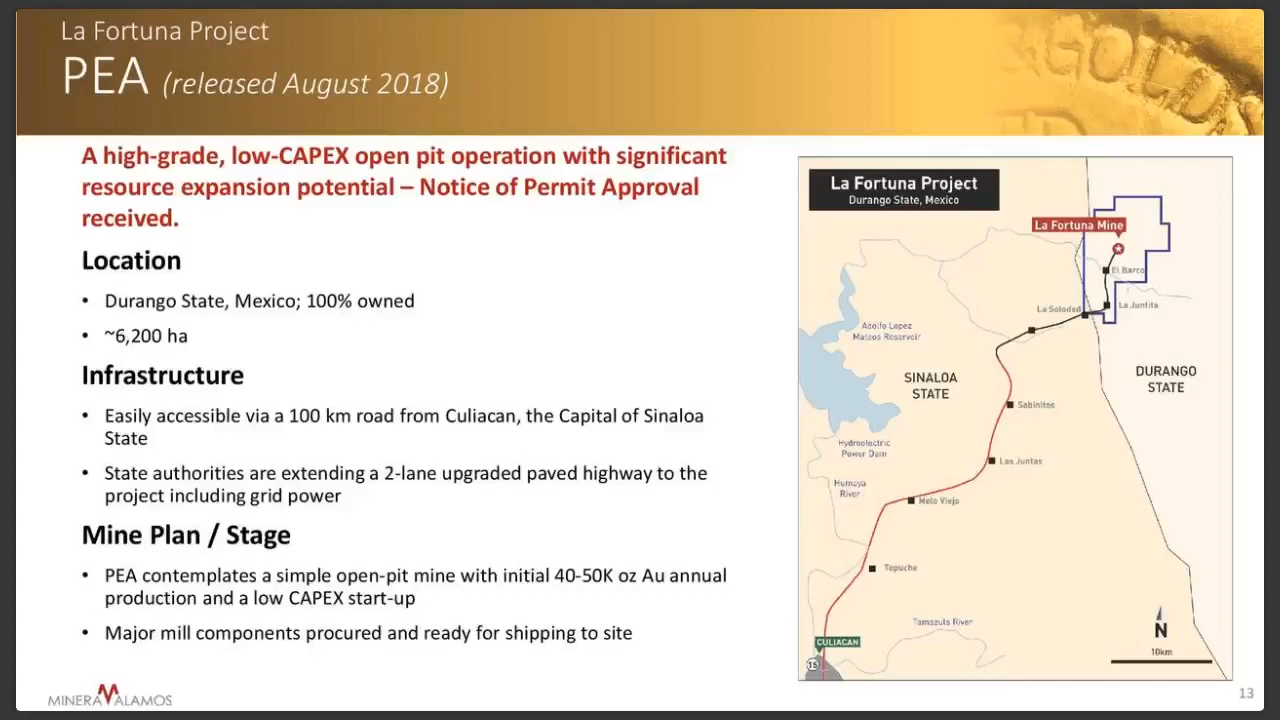 La Fortuna Project
PEA (released August 2018)
A high-grade, low-CAPEX open pit operation with significant
resource expansion potential – Notice of Permit Approval
received.
Location
• Durango State, Mexico; 100% owned
• ~6,200 ha
Infrastructure
• Easily accessible via a 100 km road from Culiacan, the Capital of Sinaloa
State
• State authorities are extending a 2-lane upgraded paved highway to the
project including grid power
Mine Plan / Stage
• PEA contemplates a simple open-pit mine with initial 40-50K oz Au annual
production and a low CAPEX start-up
• Major mill components procured and ready for shipping to site
La Fortuna Project
Durango State, Mexico
La Fortuna Mine
El Barco
La Juntita
La Soledad
Adolfo Lopez
Mateos Reservoir
SINALOA
STATE
DURANGO
STATE
Sabinitos
Hydroelectric
Power Dam
Las Juntas
Humaya
River
Melo Viejo
Tepuche
Tamazula River
CULIACAN
15
N
10km
MINERA ALAMOS
13